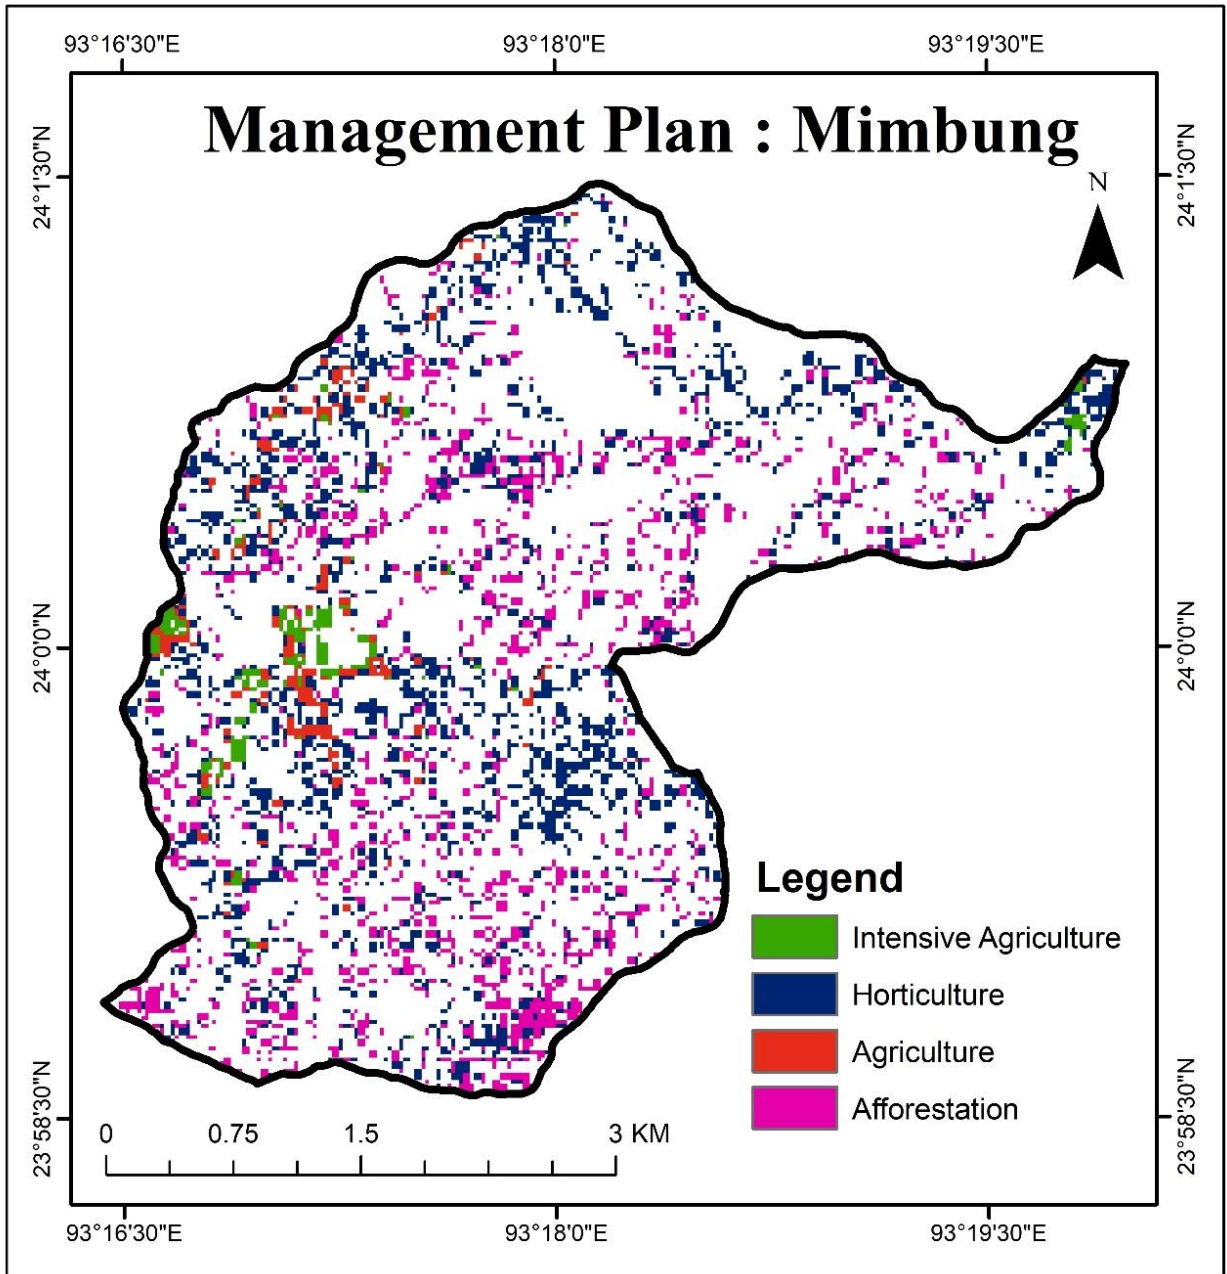 93°16'30"E 93°18'0"E 93°19'30"E
Management Plan : Mimbung
24°1'30"N 24°1'30"N
N
24°0'0"N 24°0'0"N
Legend
Intensive Agriculture
Horticulture
Agriculture
Afforestation
23°58'30"N 23°58'30"N
0 0.75 1.5 3 KM
93°16'30"E 93°18'0"E 93°19'30"E